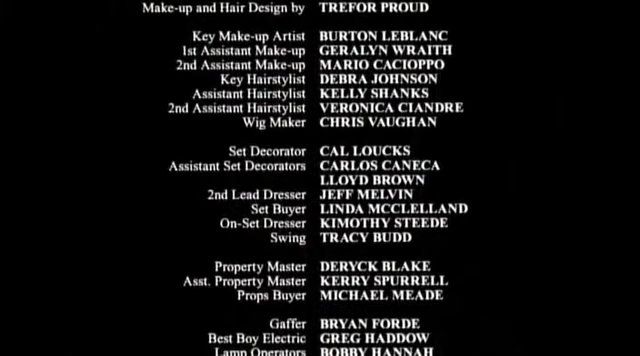 Make-up and Hair Design by TREFOR PROUD
Key Make-up Artist BURTON LEBLANC
1st Assistant Make-up GERALYN WRAITH
2nd Assistant Make-up MARIO CACIOPPO
Key Hairstylist DEBRA JOHNSON
Assistant Hairstylist KELLY SHANKS
2nd Assistant Hairstylist VERONICA CIANDRE
Wig Maker CHRIS VAUGHAN
Set Decorator CAL LOUCKS
Assistant Set Decorators CARLOS CANECA
LLOYD BROWN
2nd Lead Dresser JEFF MELVIN
Set Buyer LINDA MCCLELLAND
On-Set Dresser KIMOTHY STEEDE
Swing TRACY BUDD
Property Master DERYCK BLAKE
Asst. Property Master KERRY SPURRELL
Props Buyer MICHAEL MEADE
Gaffer BRYAN FORDE
Best Boy Electric GREG HADDOW
Lamp Operators BOBBY HANNAH